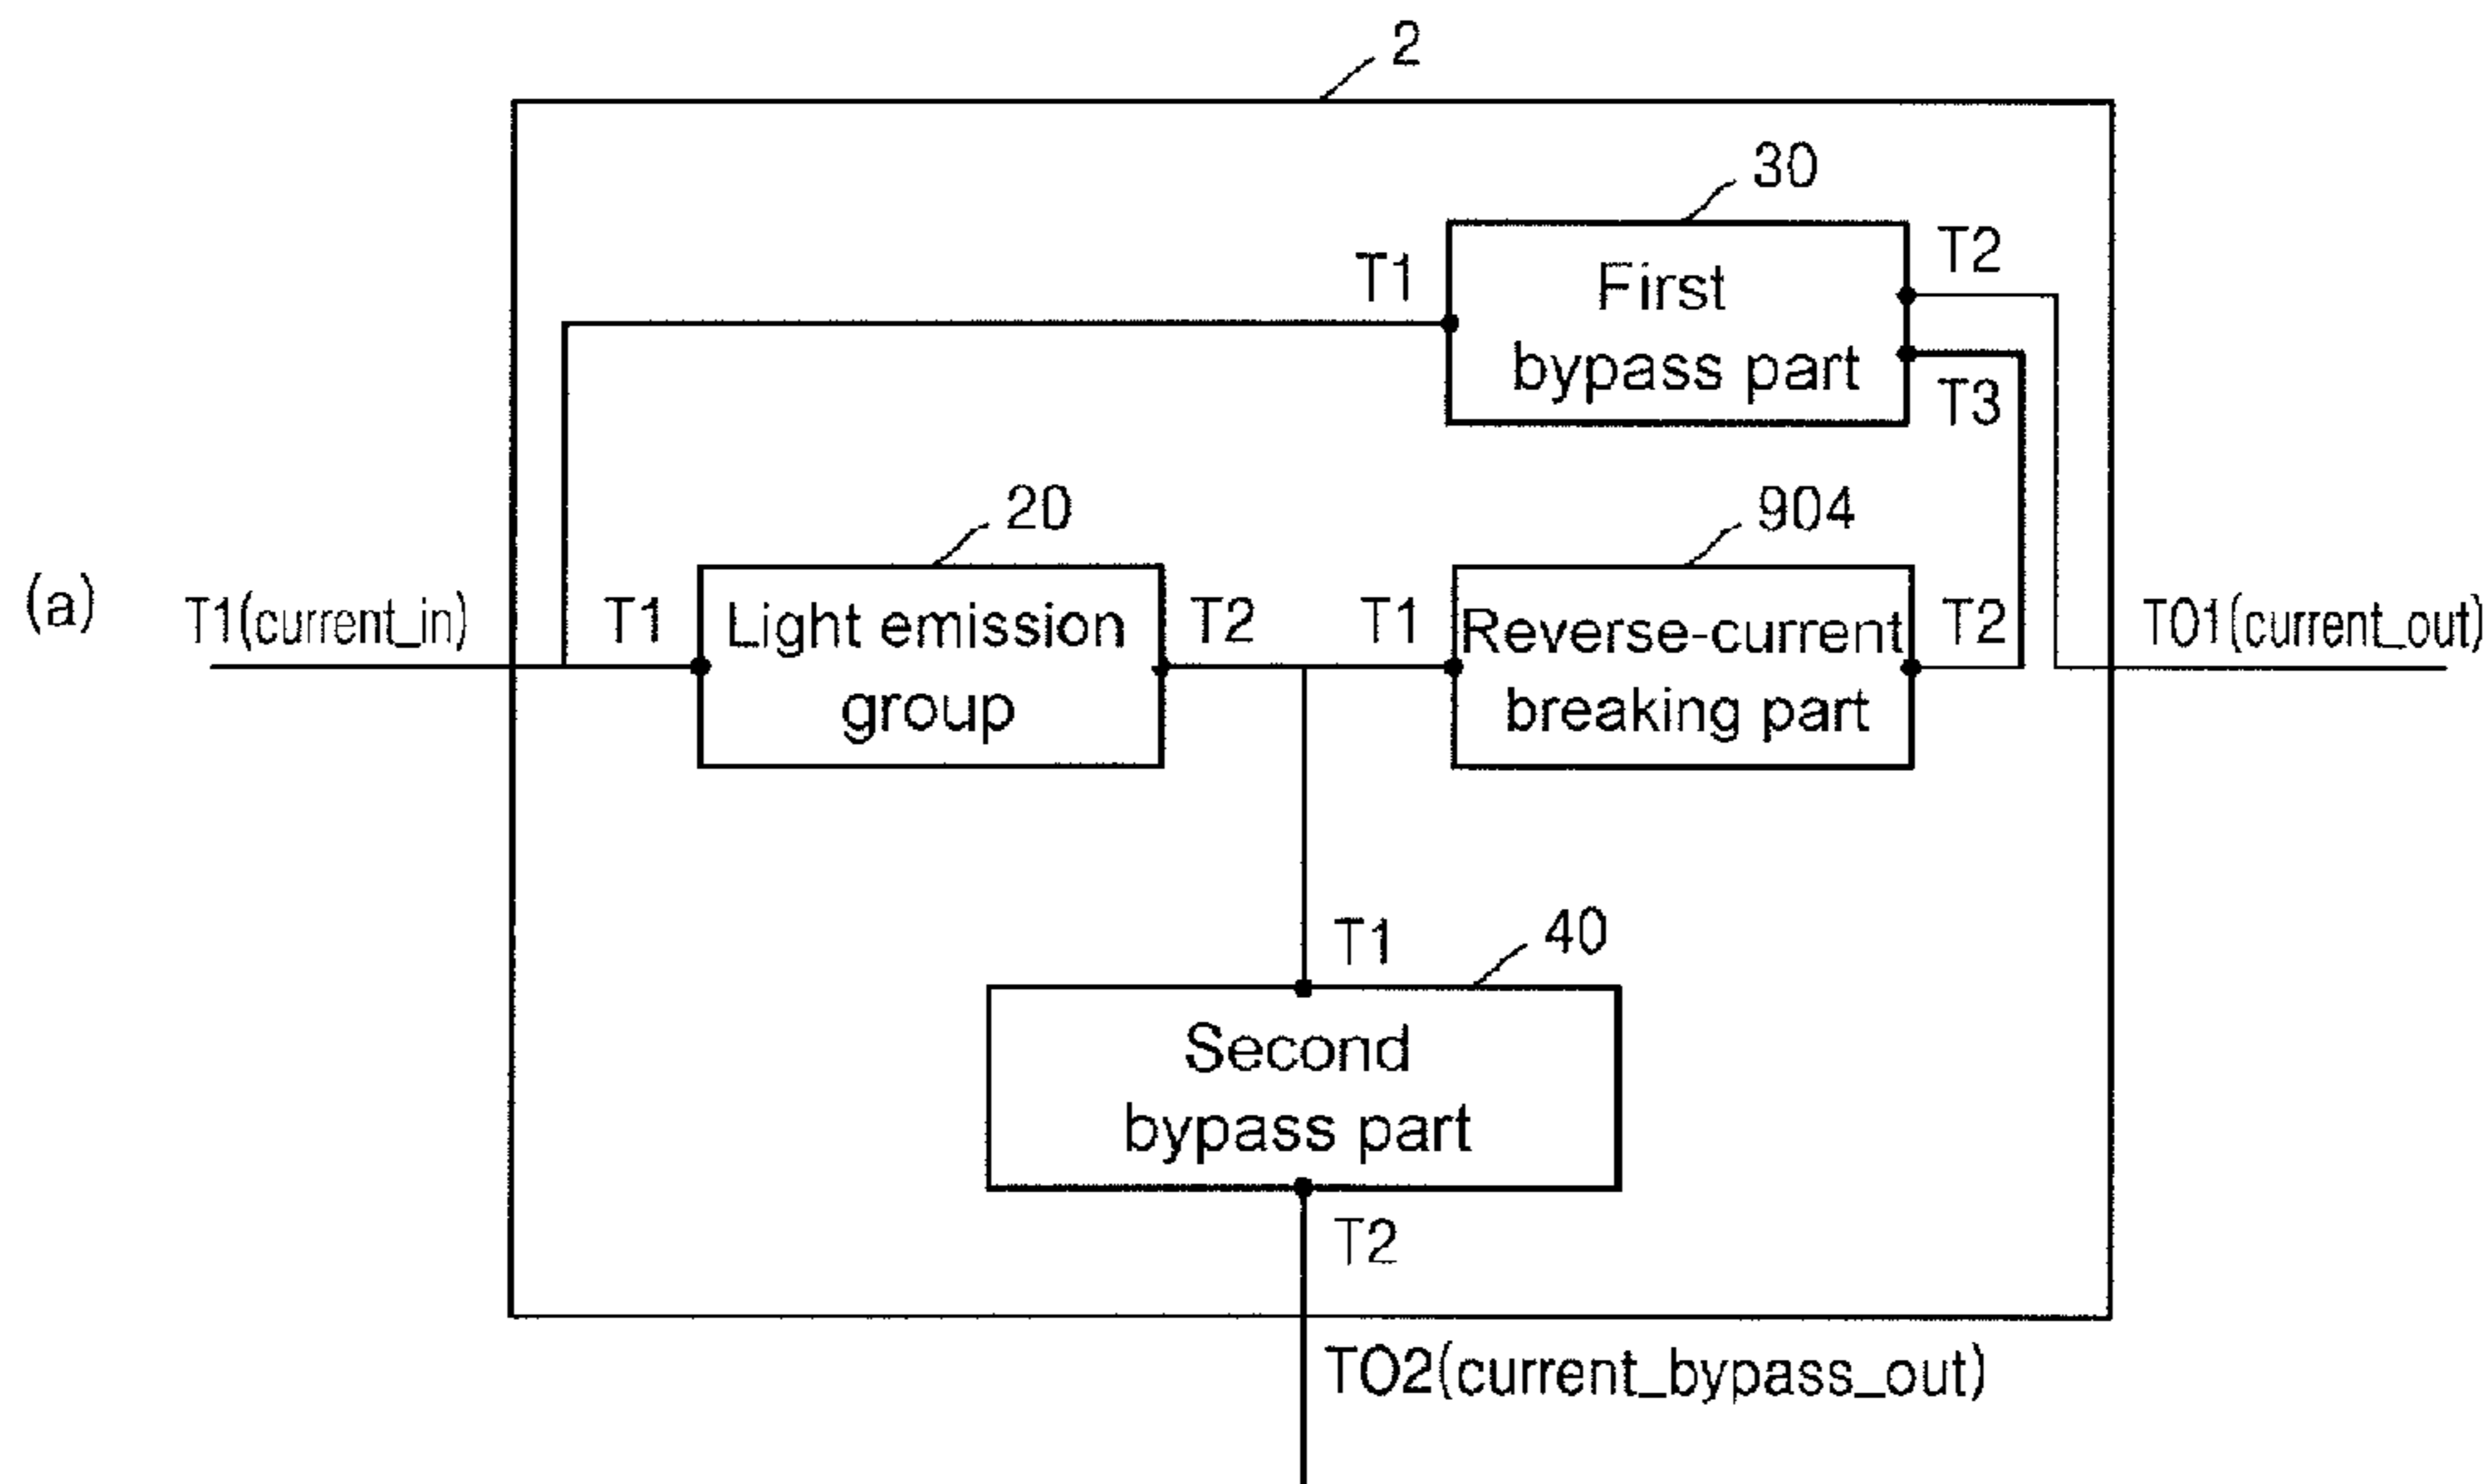 2
30
T1
First
bypass part
T2
T3
20
904
(a)
T1(current_in)
T1
Light emission
group
T2
T1
Reverse-current
breaking part
T2
TO1(current_out)
T1
40
Second
bypass part
T2
TO2(current_bypass_out)